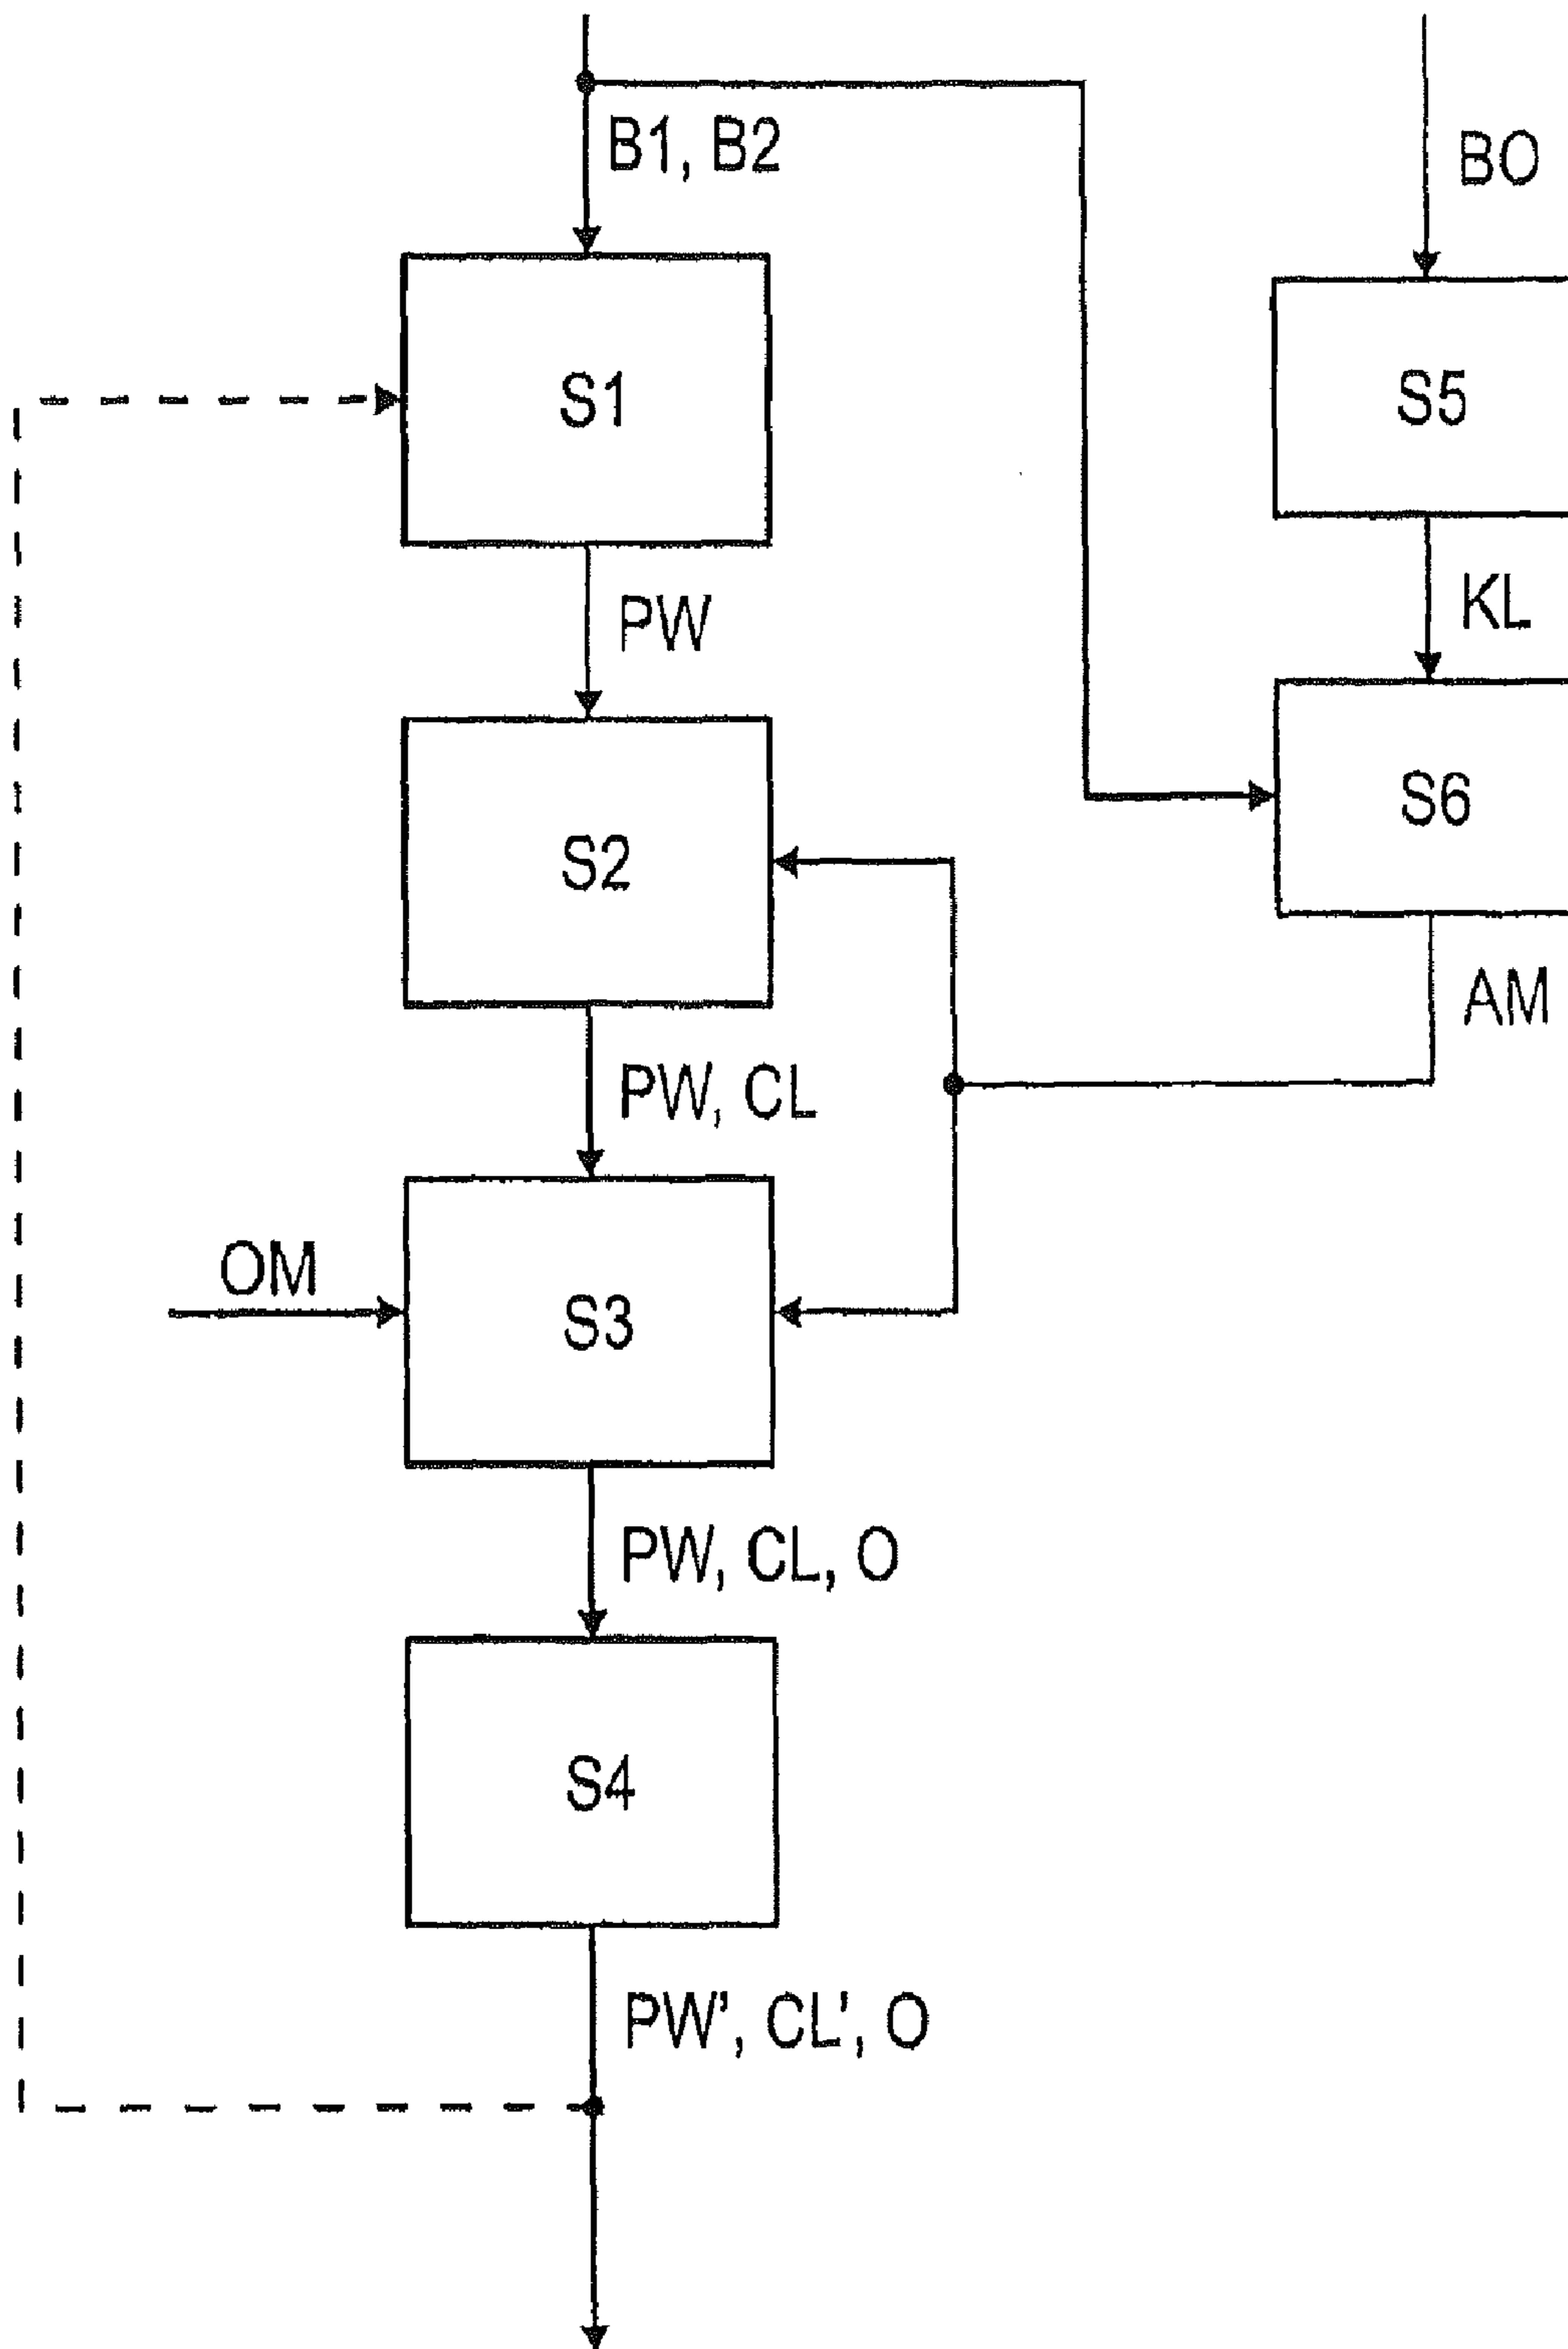 B1, B2
BO
S1
S5
PW
KL
S2
S6
AM
PW, CL
OM
S3
PW, CL, O
S4
PW', CL', O